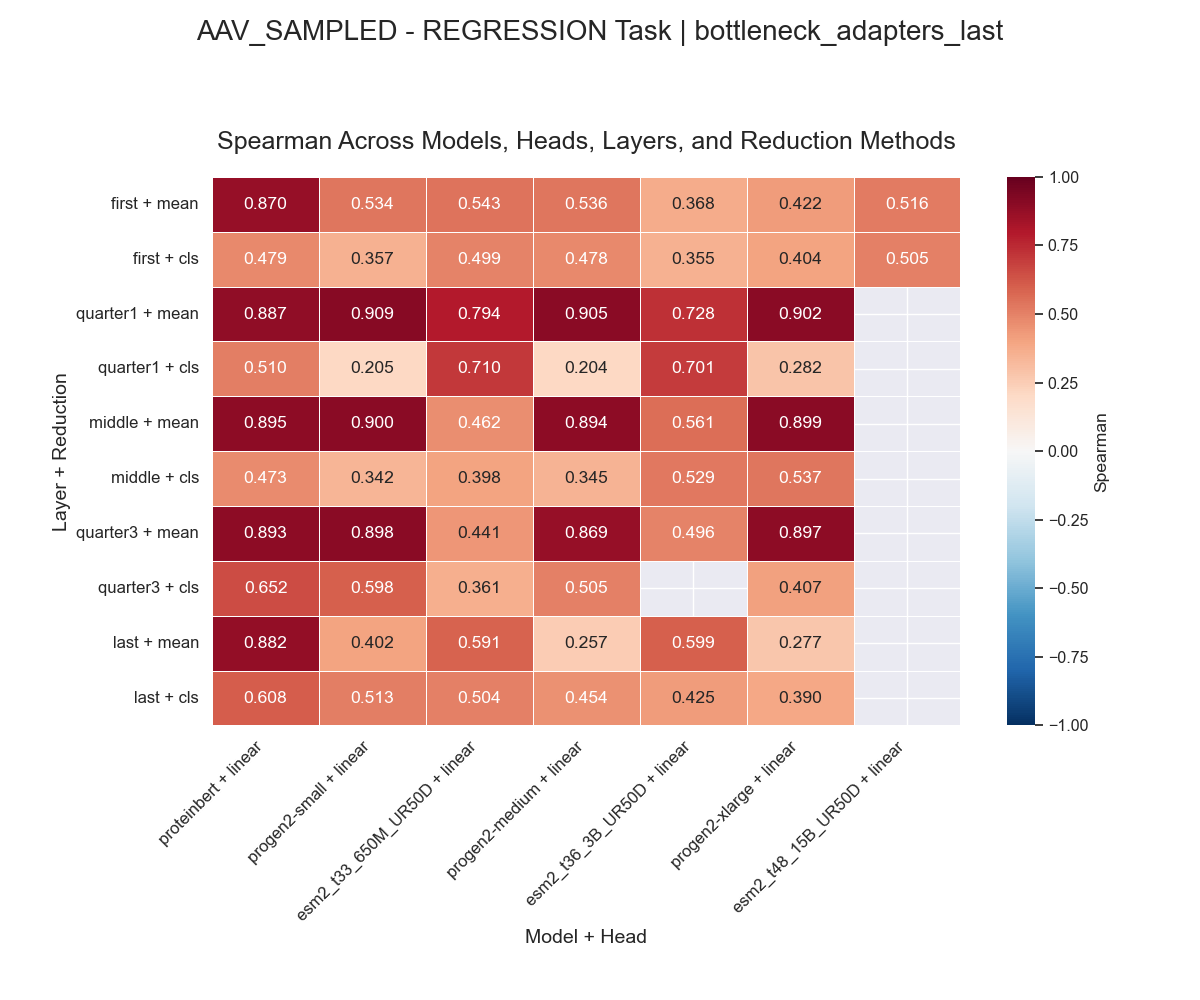 AAV_SAMPLED - REGRESSION Task | bottleneck_adapters_last
Spearman Across Models, Heads, Layers, and Reduction Methods
Layer + Reduction
first + mean 0.870 0.534 0.543 0.536 0.368 0.422 0.516
first + cls 0.479 0.357 0.499 0.478 0.355 0.404 0.505
quarter1 + mean 0.887 0.909 0.794 0.905 0.728 0.902
quarter1 + cls 0.510 0.205 0.710 0.204 0.701 0.282
middle + mean 0.895 0.900 0.462 0.894 0.561 0.899
middle + cls 0.473 0.342 0.398 0.345 0.529 0.537
quarter3 + mean 0.893 0.898 0.441 0.869 0.496 0.897
quarter3 + cls 0.652 0.598 0.361 0.505 0.407
last + mean 0.882 0.402 0.591 0.257 0.599 0.277
last + cls 0.608 0.513 0.504 0.454 0.425 0.390
proteinbert + linear
progen2-small + linear
esm2_t33_650M_UR50D + linear
progen2-medium + linear
esm2_t36_3B_UR50D + linear
progen2-xlarge + linear
esm2_t48_15B_UR50D + linear
Model + Head
1.00
0.75
0.50
0.25
0.00
−0.25
−0.50
−0.75
−1.00
Spearman